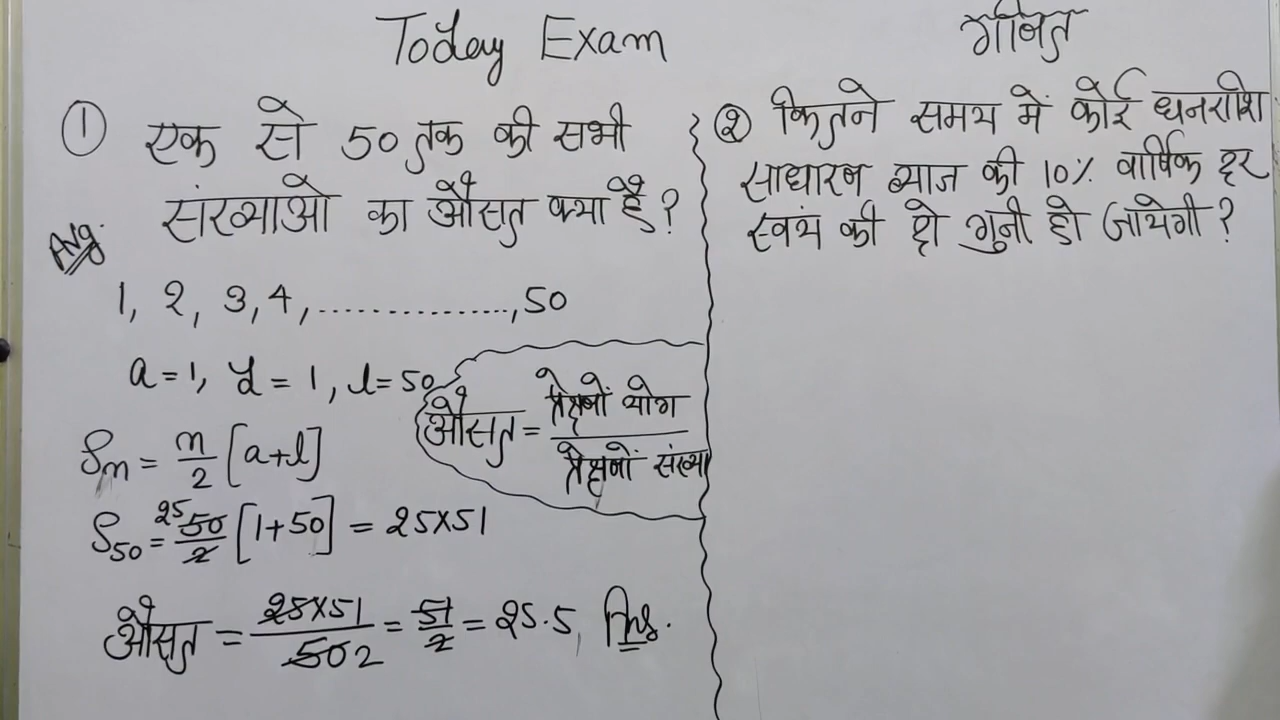 Today Exam
गणित
① एक से 50 तक की सभी
संख्याओ का औसत क्या है?
Avg.
1, 2, 3, 4, ..............., 50
a = 1, d = 1, l = 50
औसत = प्रेक्षणों योग / प्रेक्षणों संख्या
Sn = n/2 [a+l]
S50 = 25 50/2 [1+50] = 25×51
औसत = 25×51/50 2 = 51/2 = 25.5, Ans.
② कितने समय में कोई धनराशि
साधारण ब्याज की 10% वार्षिक दर
स्वयं की दो गुनी हो जायेगी?